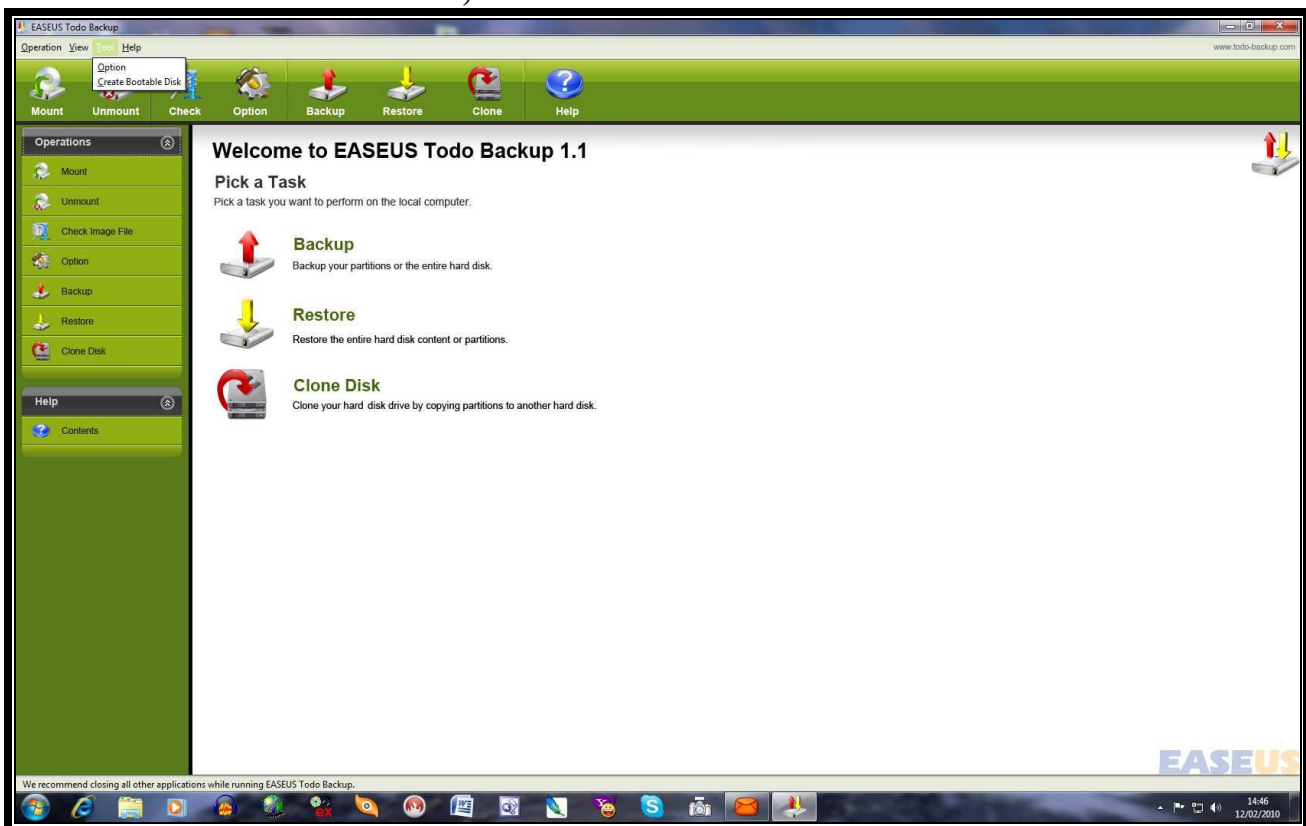 EASEUS Todo Backup
Operation View Tool Help
www.todo-backup.com
Option
Create Bootable Disk
Mount Unmount Check Option Backup Restore Clone Help
Operations
Mount
Unmount
Check Image File
Option
Backup
Restore
Clone Disk
Help
Contents
Welcome to EASEUS Todo Backup 1.1
Pick a Task
Pick a task you want to perform on the local computer.
Backup
Backup your partitions or the entire hard disk.
Restore
Restore the entire hard disk content or partitions.
Clone Disk
Clone your hard disk drive by copying partitions to another hard disk.
EASEUS
We recommend closing all other applications while running EASEUS Todo Backup.
14:46
12/02/2010